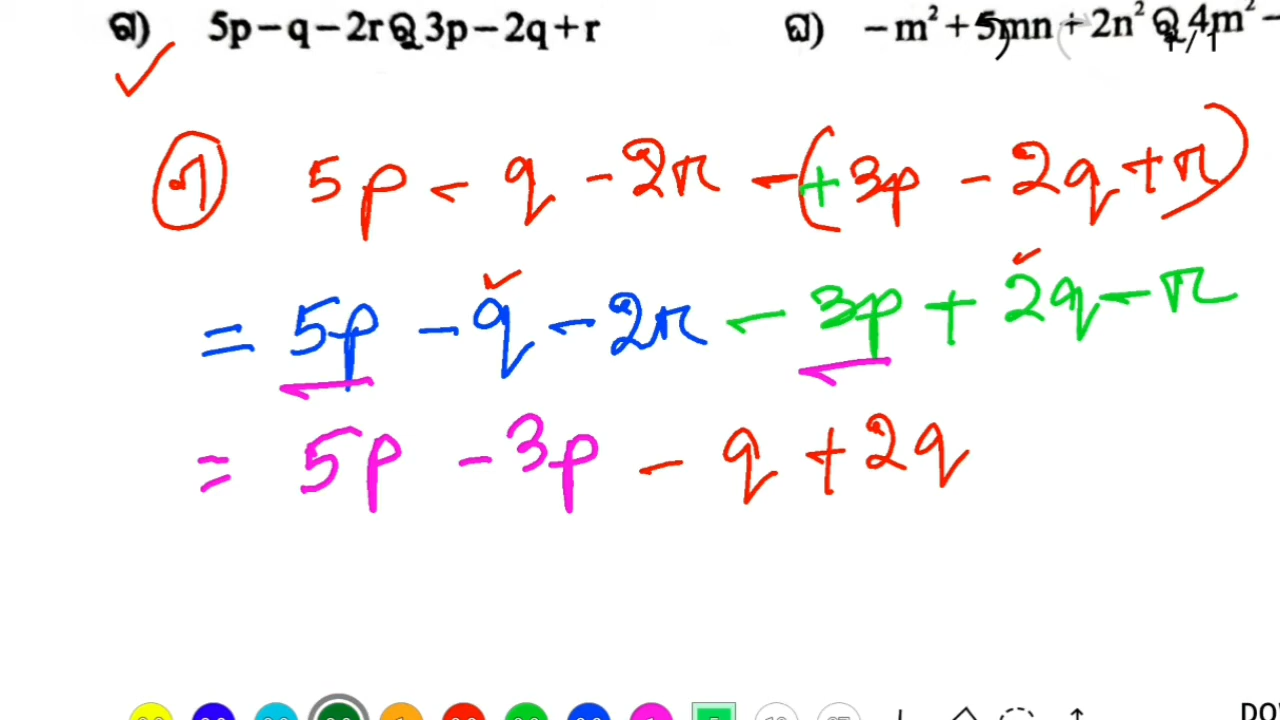 ଗ) 5p – q – 2r ରୁ 3p – 2q + r ଘ) – m² + 5mn + 2n² ରୁ 4m² –
ଗ 5p - q - 2r - (+3p - 2q + r)
= 5p - q - 2r - 3p + 2q - r
= 5p - 3p - q + 2q